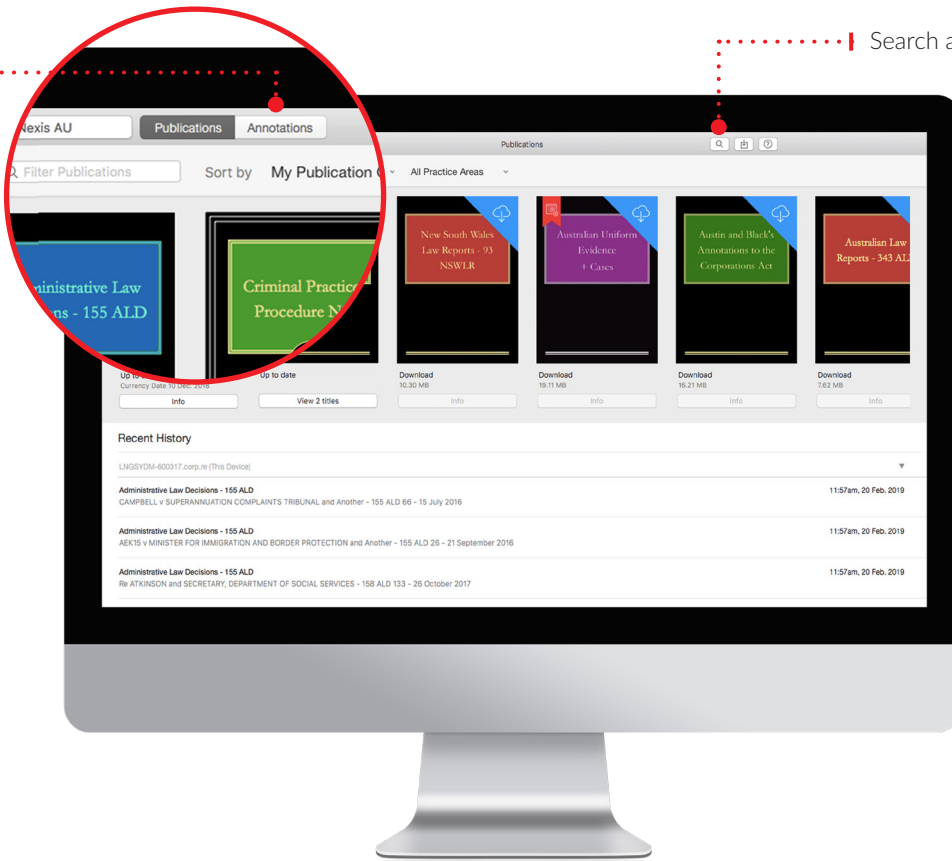 Search a
Nexis AU
Publications
Annotations
Publications
Filter Publications
Sort by
My Publication
All Practice Areas
ministrative Law
ns - 155 ALD
Criminal Practice
Procedure N
New South Wales
Law Reports - 93
NSWLR
Australian Uniform
Evidence
+ Cases
Austin and Black's
Annotations to the
Corporations Act
Australian Law
Reports - 343 AL
Currency Date 10 Dec. 2016
Info
Up to date
View 2 titles
Download
10.30 MB
Info
Download
19.11 MB
Info
Download
16.21 MB
Info
Download
7.62 MB
Info
Recent History
LNGSYDM-600317.corp.re (This Device)
Administrative Law Decisions - 155 ALD
11:57am, 20 Feb. 2019
CAMPBELL v SUPERANNUATION COMPLAINTS TRIBUNAL and Another - 155 ALD 66 - 15 July 2016
Administrative Law Decisions - 155 ALD
11:57am, 20 Feb. 2019
AEK15 v MINISTER FOR IMMIGRATION AND BORDER PROTECTION and Another - 155 ALD 26 - 21 September 2016
Administrative Law Decisions - 155 ALD
11:57am, 20 Feb. 2019
Re ATKINSON and SECRETARY, DEPARTMENT OF SOCIAL SERVICES - 158 ALD 133 - 26 October 2017